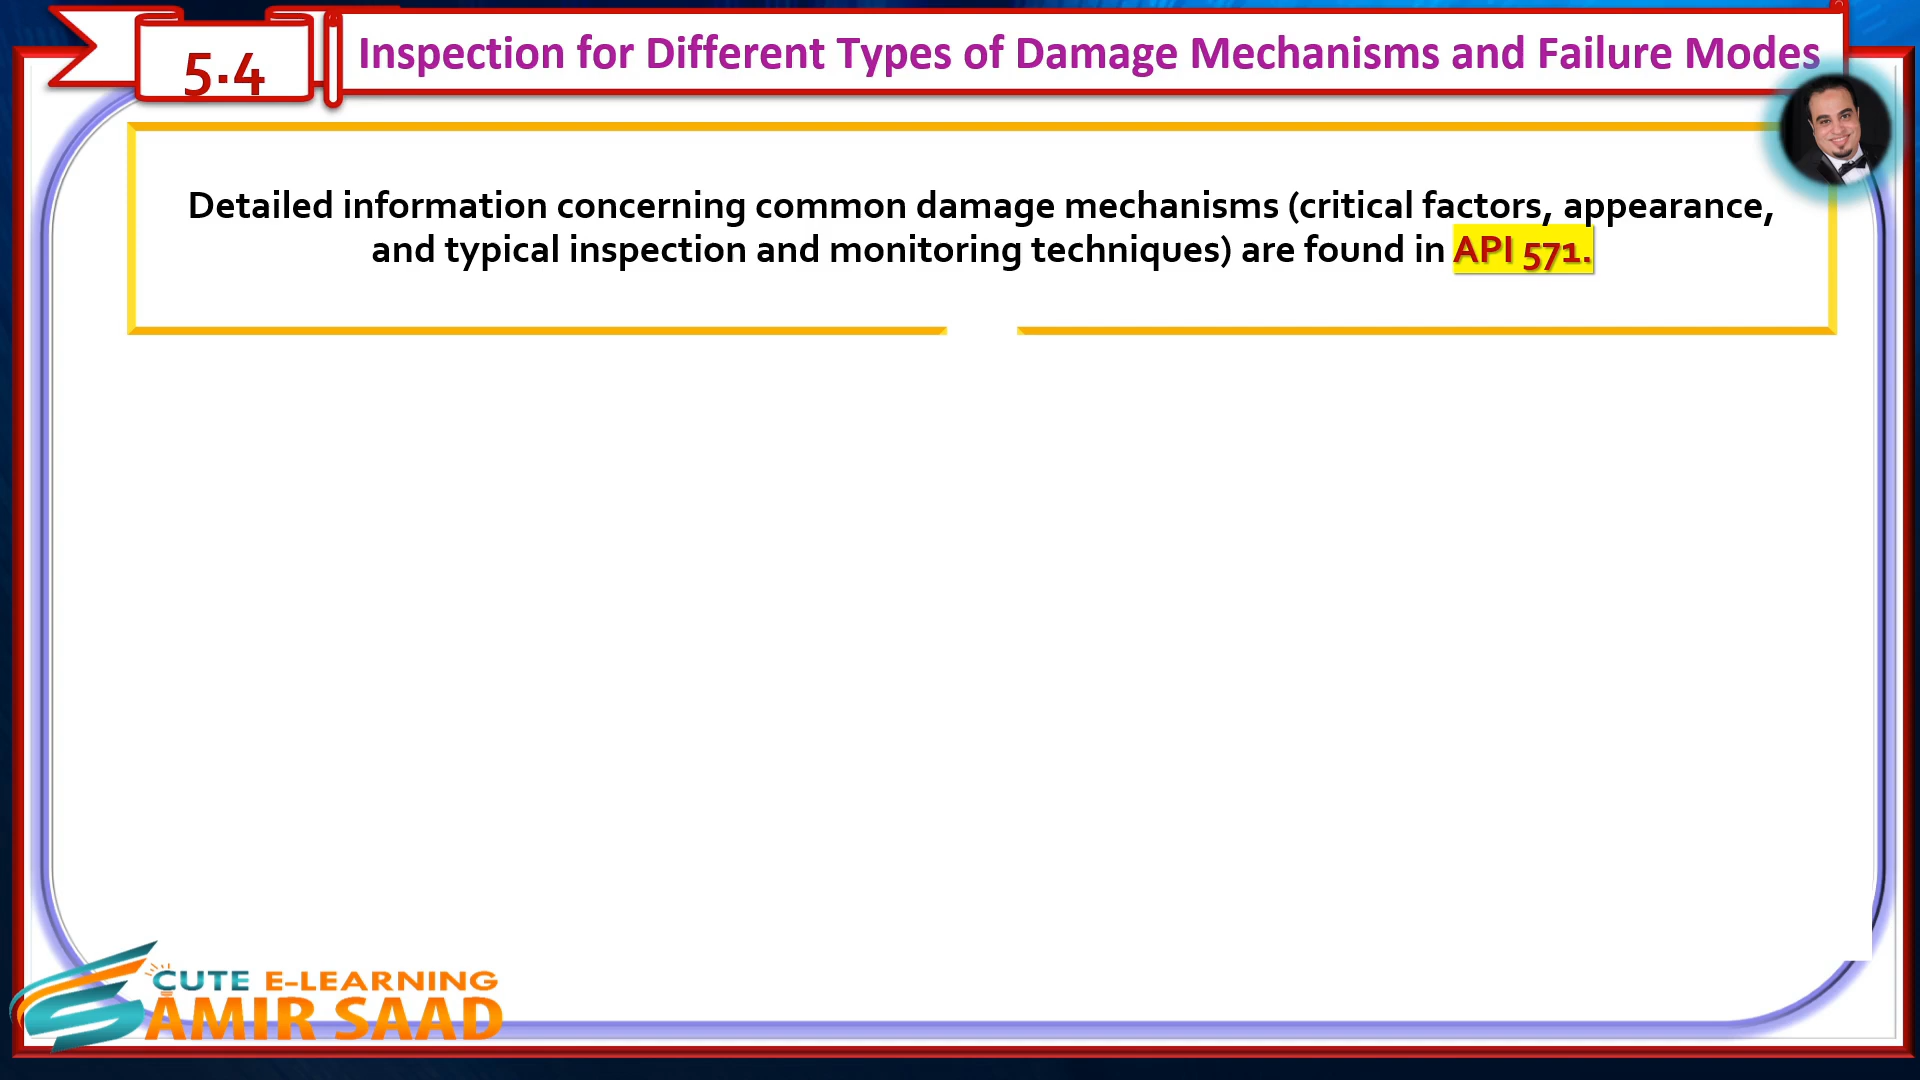 5.4
Inspection for Different Types of Damage Mechanisms and Failure Modes
Detailed information concerning common damage mechanisms (critical factors, appearance,
and typical inspection and monitoring techniques) are found in API 571.
CUTE E-LEARNING
AMIR SAAD